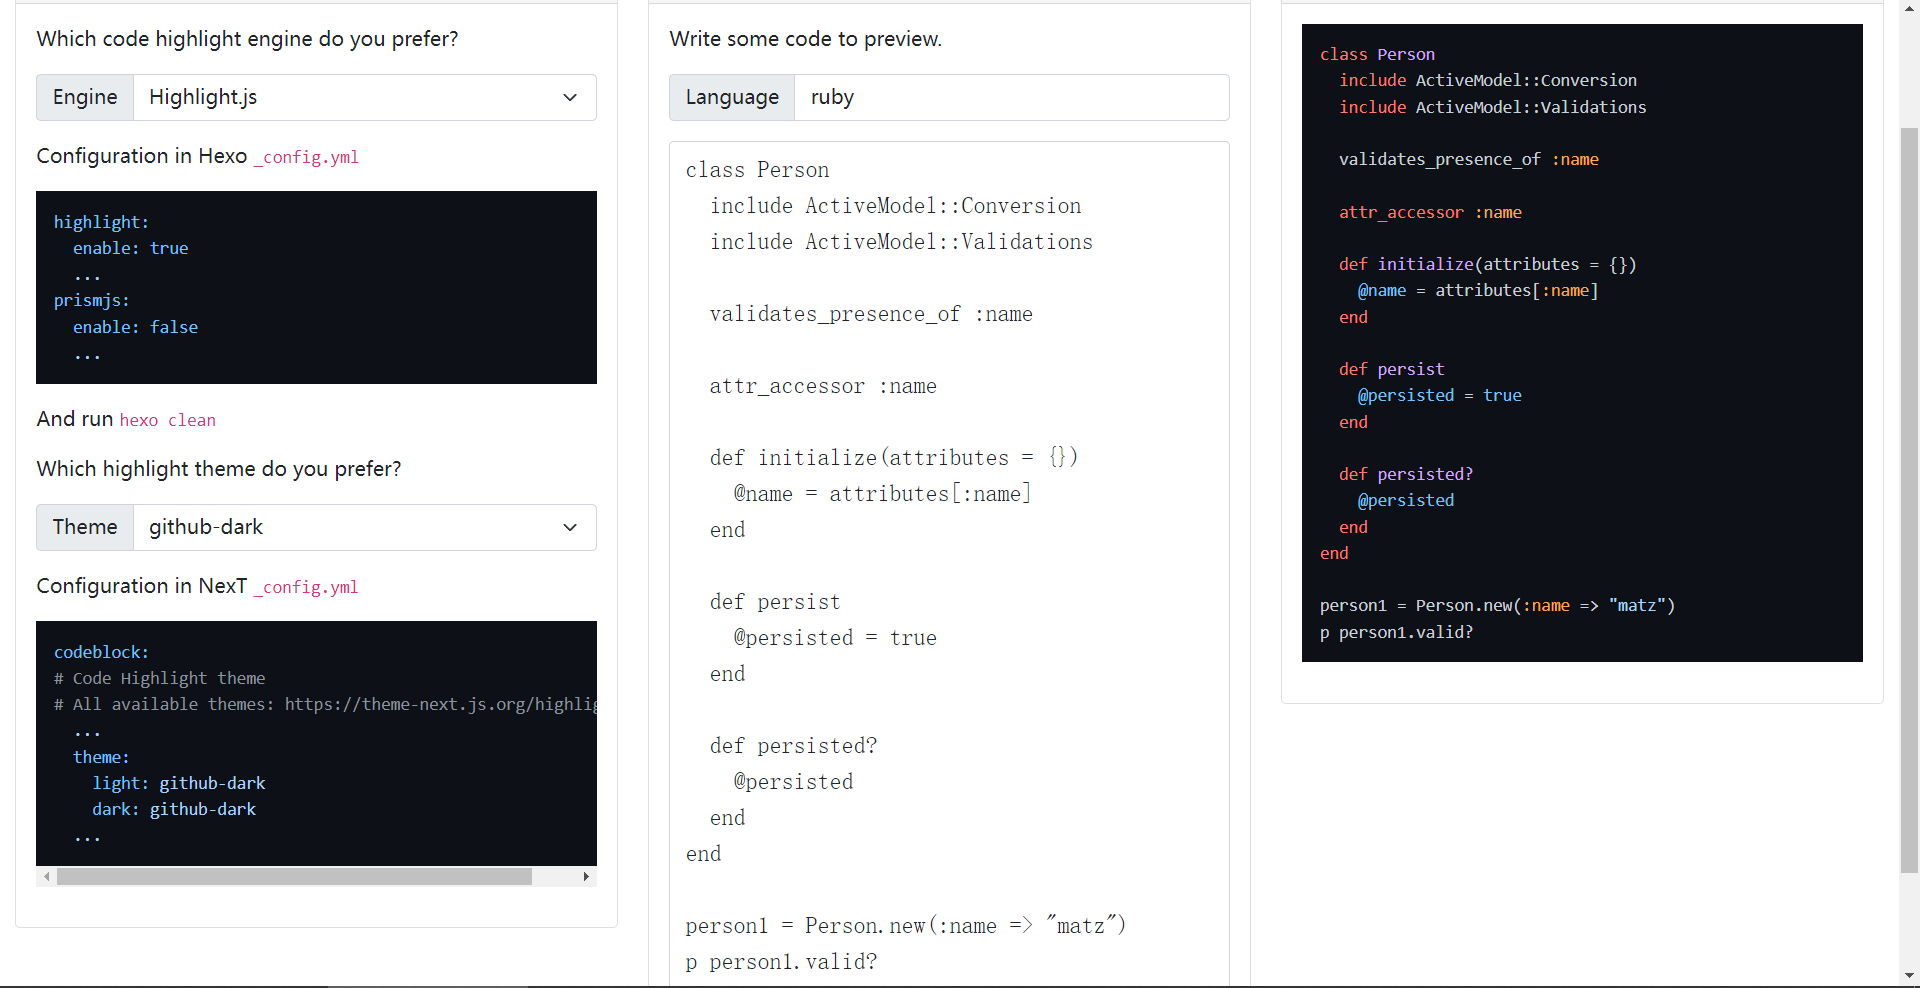 Which code highlight engine do you prefer?
Engine Highlight.js
Configuration in Hexo _config.yml
highlight:
  enable: true
  ...
prismjs:
  enable: false
  ...
And run hexo clean
Which highlight theme do you prefer?
Theme github-dark
Configuration in NexT _config.yml
codeblock:
# Code Highlight theme
# All available themes: https://theme-next.js.org/highlig
  ...
  theme:
    light: github-dark
    dark: github-dark
  ...
Write some code to preview.
Language ruby
class Person
  include ActiveModel::Conversion
  include ActiveModel::Validations

  validates_presence_of :name

  attr_accessor :name

  def initialize(attributes = {})
    @name = attributes[:name]
  end

  def persist
    @persisted = true
  end

  def persisted?
    @persisted
  end
end

person1 = Person.new(:name => "matz")
p person1.valid?
class Person
  include ActiveModel::Conversion
  include ActiveModel::Validations

  validates_presence_of :name

  attr_accessor :name

  def initialize(attributes = {})
    @name = attributes[:name]
  end

  def persist
    @persisted = true
  end

  def persisted?
    @persisted
  end
end

person1 = Person.new(:name => "matz")
p person1.valid?